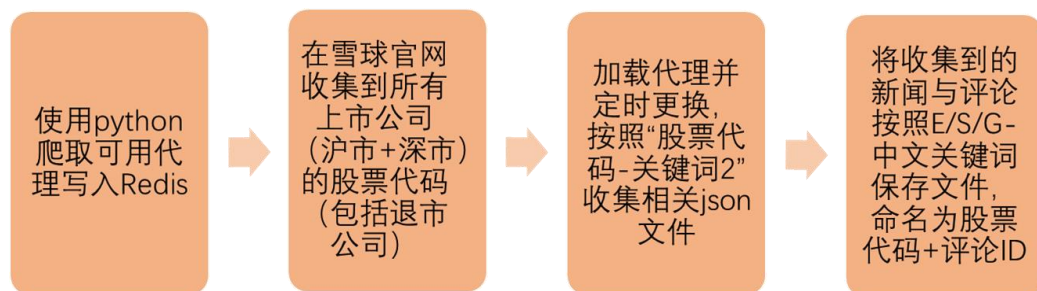 使用python
爬取可用代
理写入Redis
在雪球官网
收集到所有
上市公司
（沪市+深市）
的股票代码
（包括退市
公司）
加载代理并
定时更换，
按照“股票代
码-关键词2”
收集相关json
文件
将收集到的
新闻与评论
按照E/S/G-
中文关键词
保存文件，
命名为股票
代码+评论ID